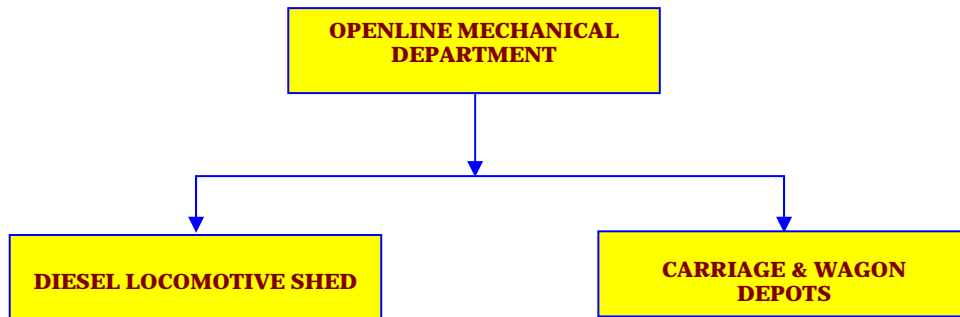 OPENLINE MECHANICAL
DEPARTMENT
DIESEL LOCOMOTIVE SHED
CARRIAGE & WAGON
DEPOTS